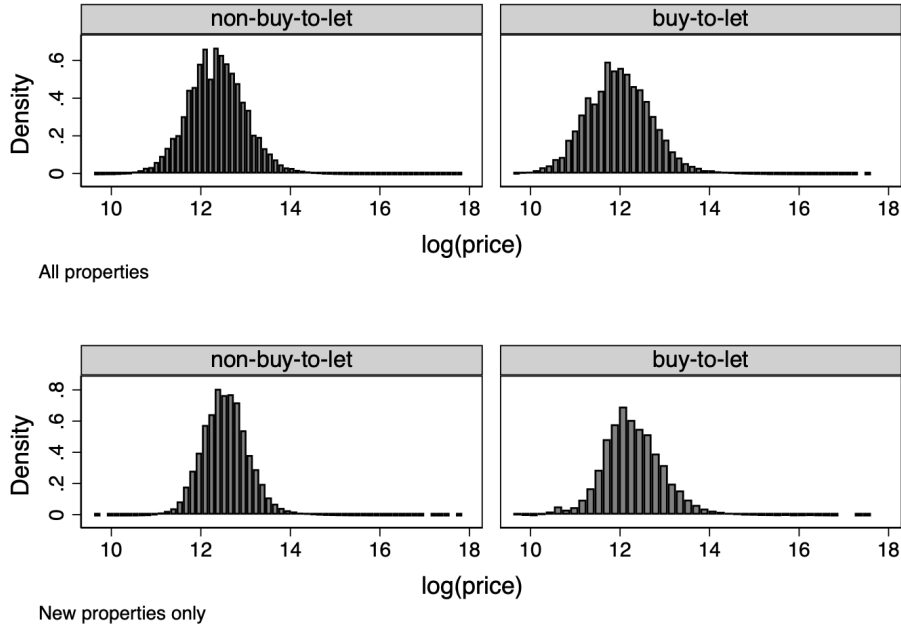 non-buy-to-let buy-to-let
Density
.6
.4
.2
0
10 12 14 16 18 10 12 14 16 18
log(price)
All properties
non-buy-to-let buy-to-let
Density
.8
.6
.4
.2
0
10 12 14 16 18 10 12 14 16 18
log(price)
New properties only